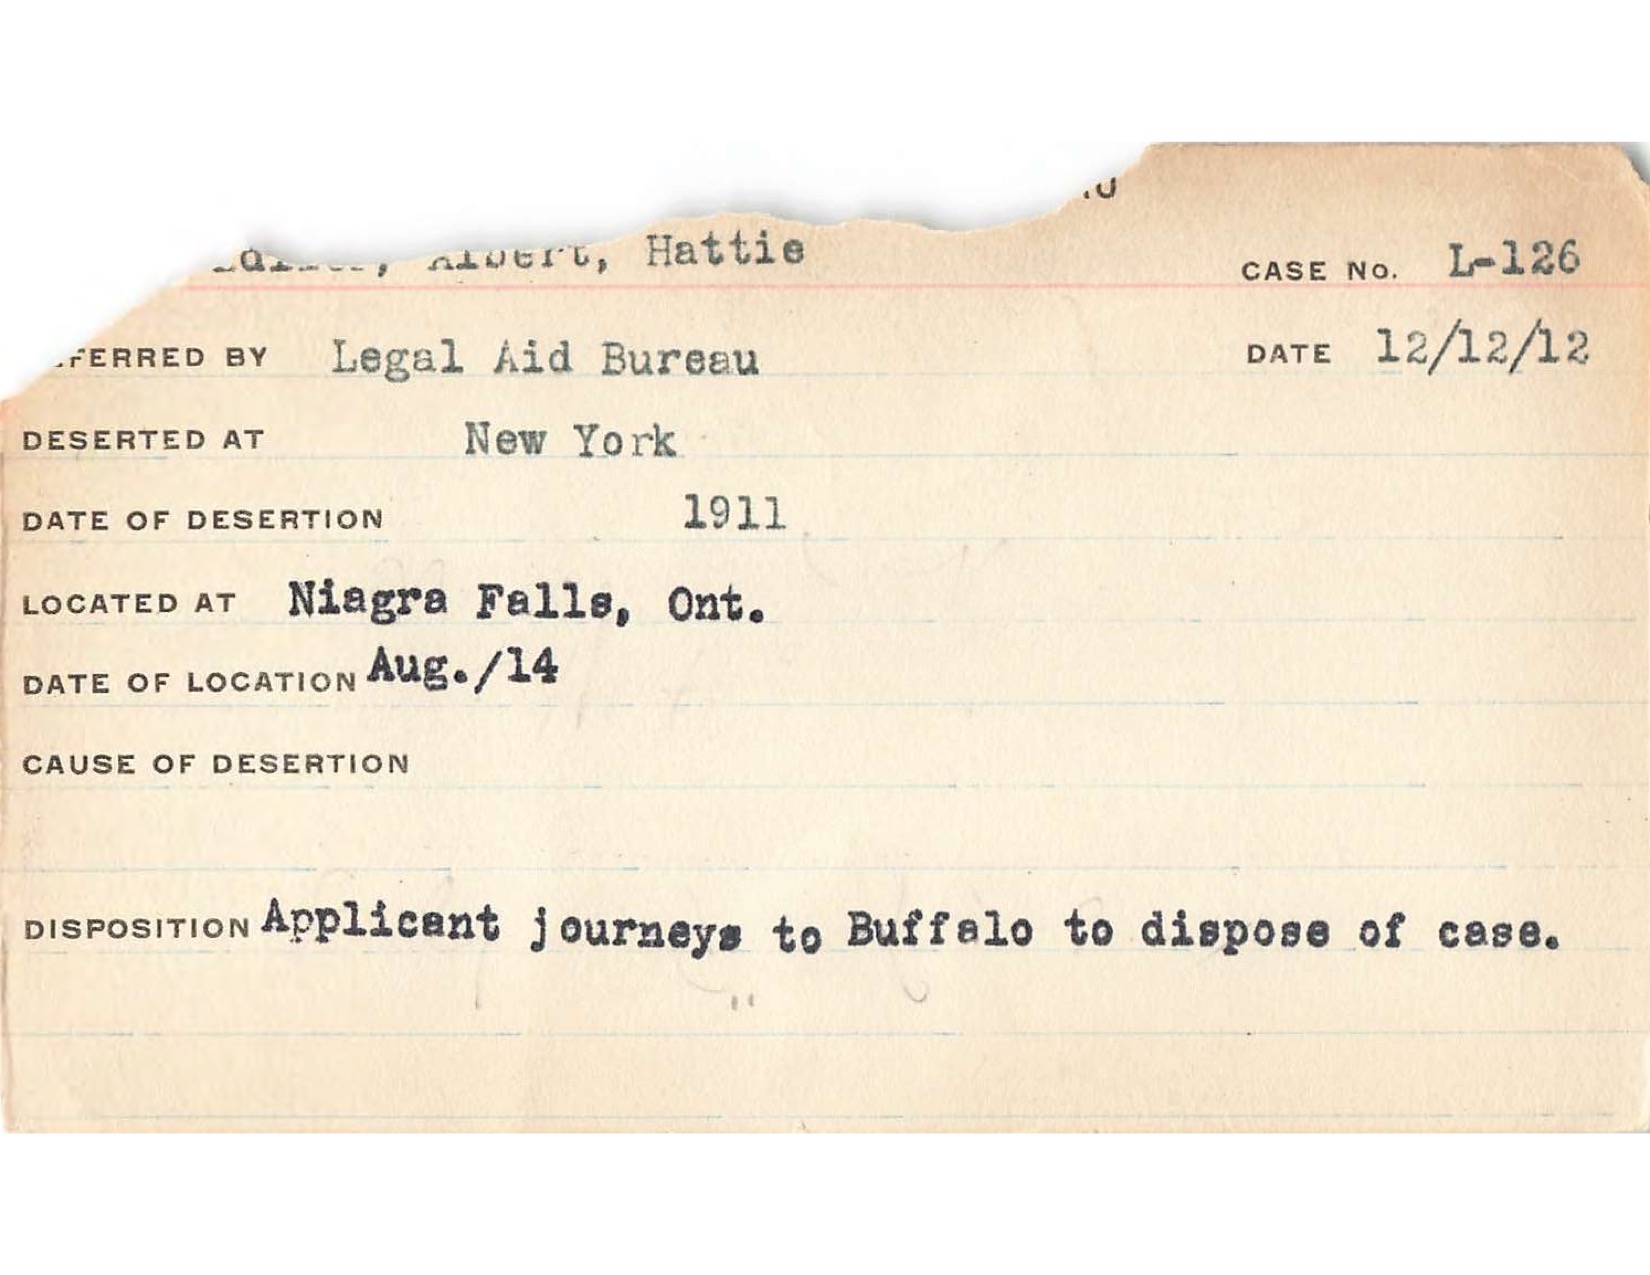 Albert, Hattie
CASE No. L-126
FERRED BY Legal Aid Bureau
DATE 12/12/12
DESERTED AT New York
DATE OF DESERTION 1911
LOCATED AT Niagra Falls, Ont.
DATE OF LOCATION Aug./14
CAUSE OF DESERTION
DISPOSITION Applicant journeys to Buffalo to dispose of case.